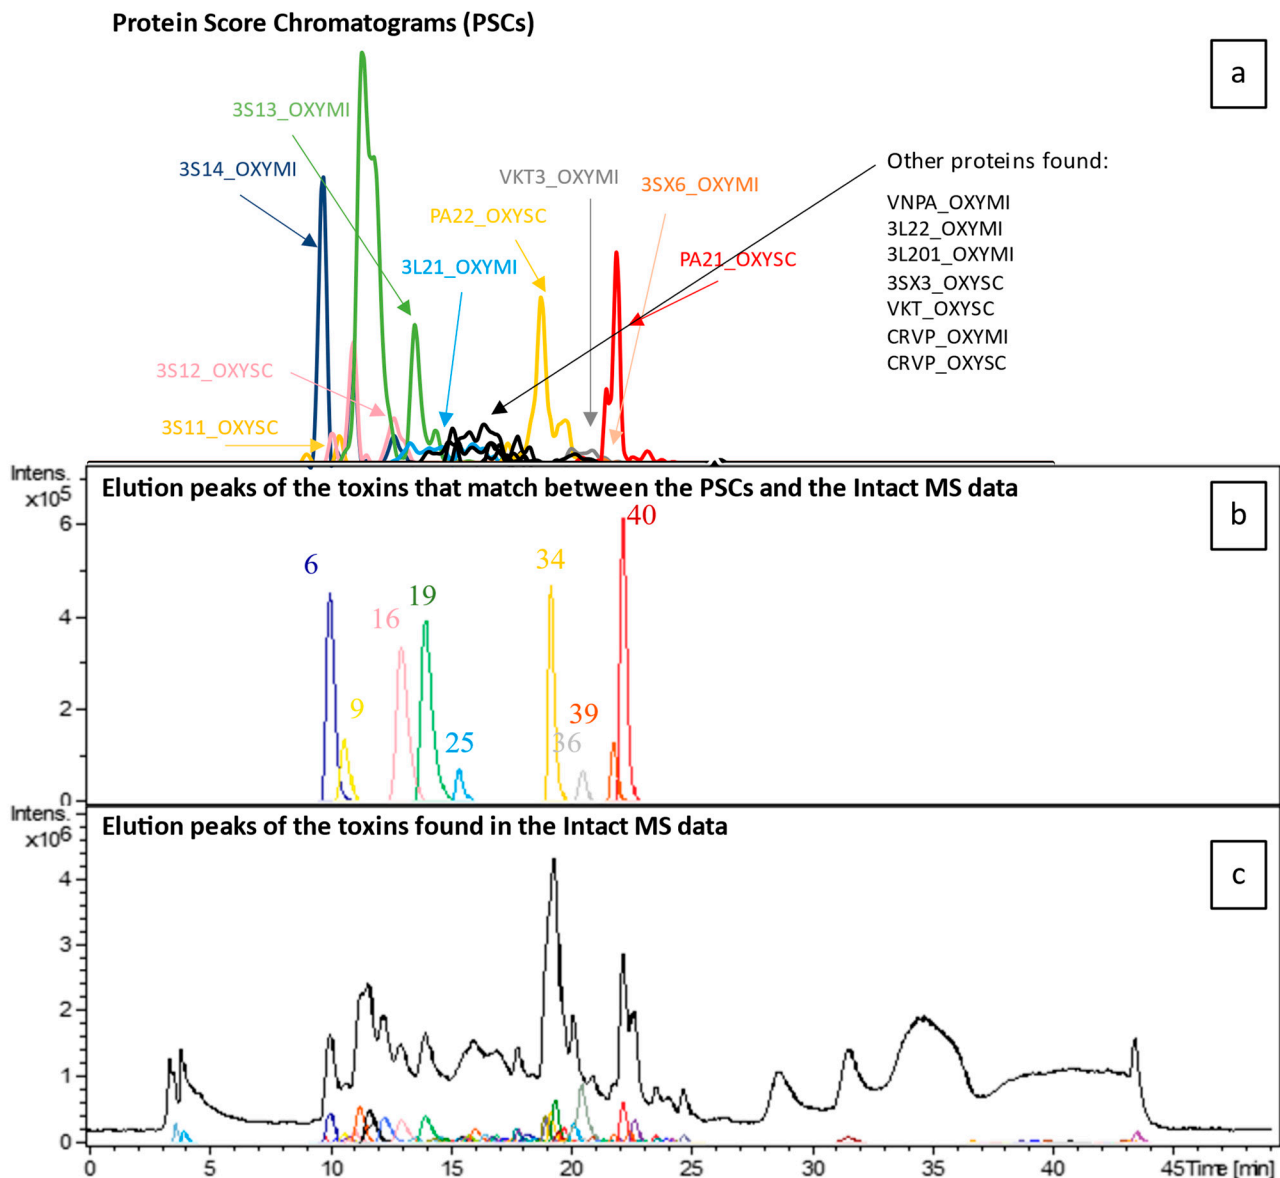 Protein Score Chromatograms (PSCs)
a
3S13_OXYMI
3S14_OXYMI
VKT3_OXYMI
3SX6_OXYMI
PA22_OXYSC
3L21_OXYMI
PA21_OXYSC
3S12_OXYSC
3S11_OXYSC
Other proteins found:
VNPA_OXYMI
3L22_OXYMI
3L201_OXYMI
3SX3_OXYSC
VKT_OXYSC
CRVP_OXYMI
CRVP_OXYSC
Intens.
x10⁵
Elution peaks of the toxins that match between the PSCs and the Intact MS data
b
6
4
2
0
6
9
16
19
25
34
36
39
40
Intens.
x10⁶
Elution peaks of the toxins found in the Intact MS data
c
4
3
2
1
0
0 5 10 15 20 25 30 35 40 45 Time [min]